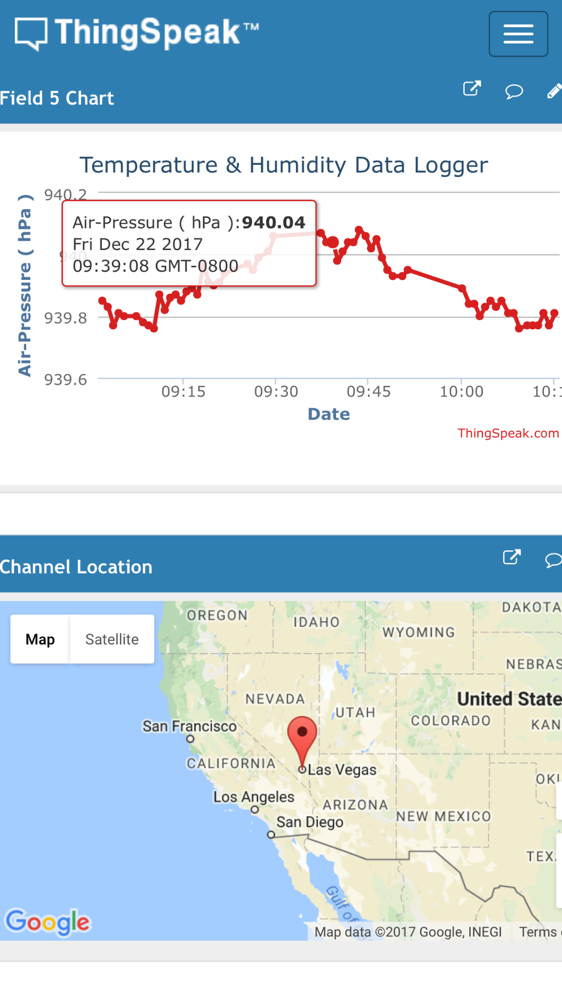 ThingSpeak™
Field 5 Chart
Temperature & Humidity Data Logger
Air-Pressure ( hPa )
940.2
Air-Pressure ( hPa ):940.04
Fri Dec 22 2017
940
09:39:08 GMT-0800
939.8
939.6
09:15 09:30 09:45 10:00 10:1
Date
ThingSpeak.com
Channel Location
Map Satellite
OREGON
IDAHO
WYOMING
DAKOTA
NEBRAS
NEVADA
UTAH
United State
COLORADO
KAN
San Francisco
CALIFORNIA
Las Vegas
OKL
Los Angeles
ARIZONA
NEW MEXICO
San Diego
TEX
Gulf of
Google
Map data ©2017 Google, INEGI
Terms